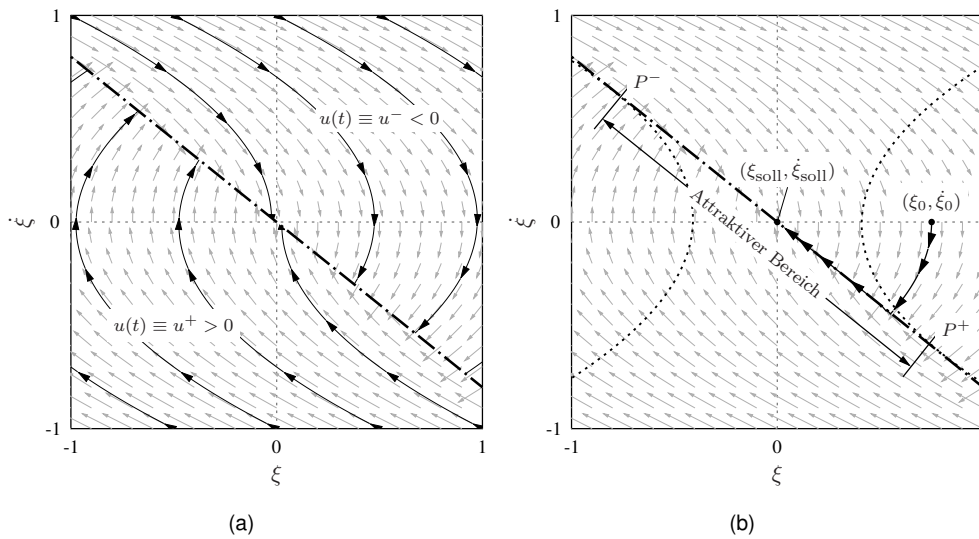 1
0
-1
-1
0
1
ξ̇
ξ
u(t) ≡ u⁻ < 0
u(t) ≡ u⁺ > 0
(a)
1
0
-1
-1
0
ξ̇
ξ
P⁻
(ξsoll, ξ̇soll)
(ξ₀, ξ̇₀)
Attraktiver Bereich
P⁺
(b)